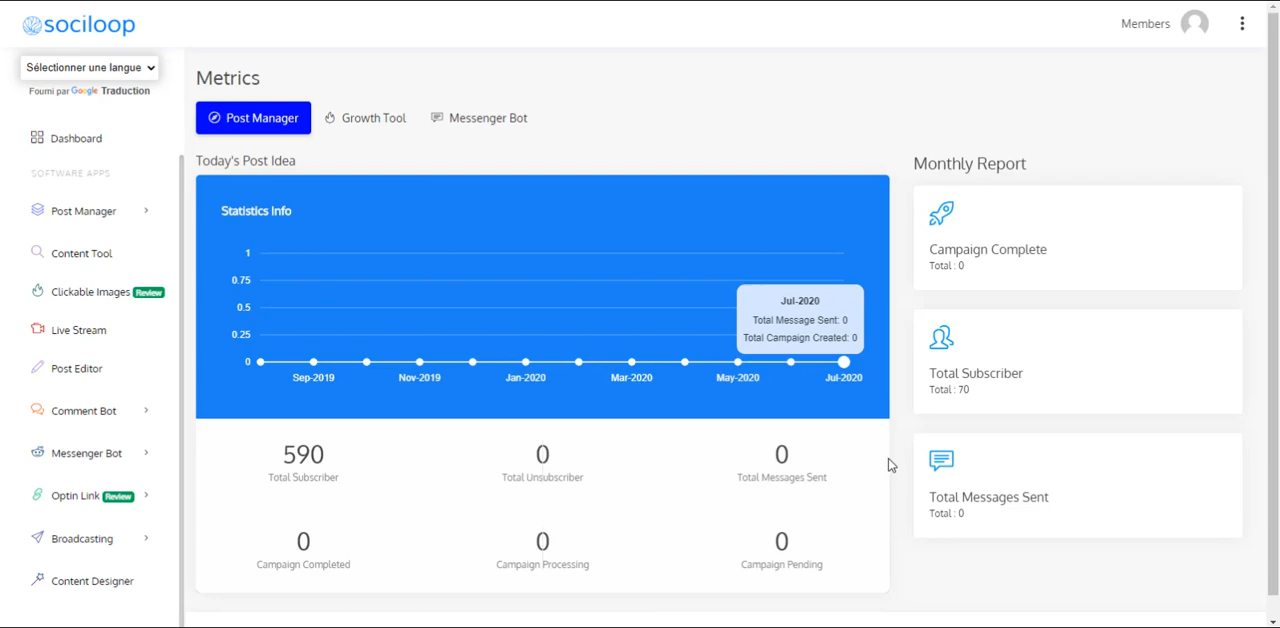 sociloop
Members
Sélectionner une langue
Fourni par Google Traduction
Dashboard
SOFTWARE APPS
Post Manager
Content Tool
Clickable Images Review
Live Stream
Post Editor
Comment Bot
Messenger Bot
Optin Link Review
Broadcasting
Content Designer
Metrics
Post Manager Growth Tool Messenger Bot
Today's Post Idea
Statistics Info
1
0.75
0.5
0.25
0
Jul-2020
Total Message Sent: 0
Total Campaign Created: 0
Sep-2019 Nov-2019 Jan-2020 Mar-2020 May-2020 Jul-2020
590 0 0
Total Subscriber Total Unsubscriber Total Messages Sent
0 0 0
Campaign Completed Campaign Processing Campaign Pending
Monthly Report
Campaign Complete
Total : 0
Total Subscriber
Total : 70
Total Messages Sent
Total : 0